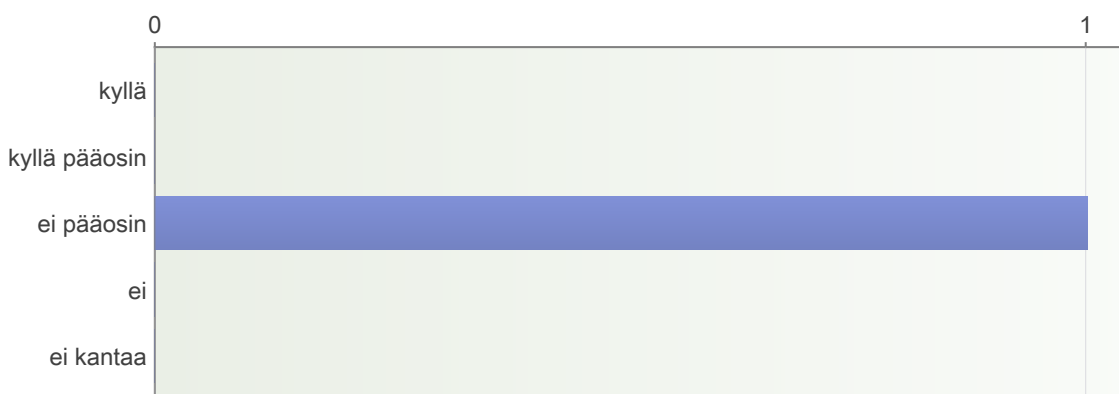 0 1
kyllä
kyllä pääosin
ei pääosin
ei
ei kantaa